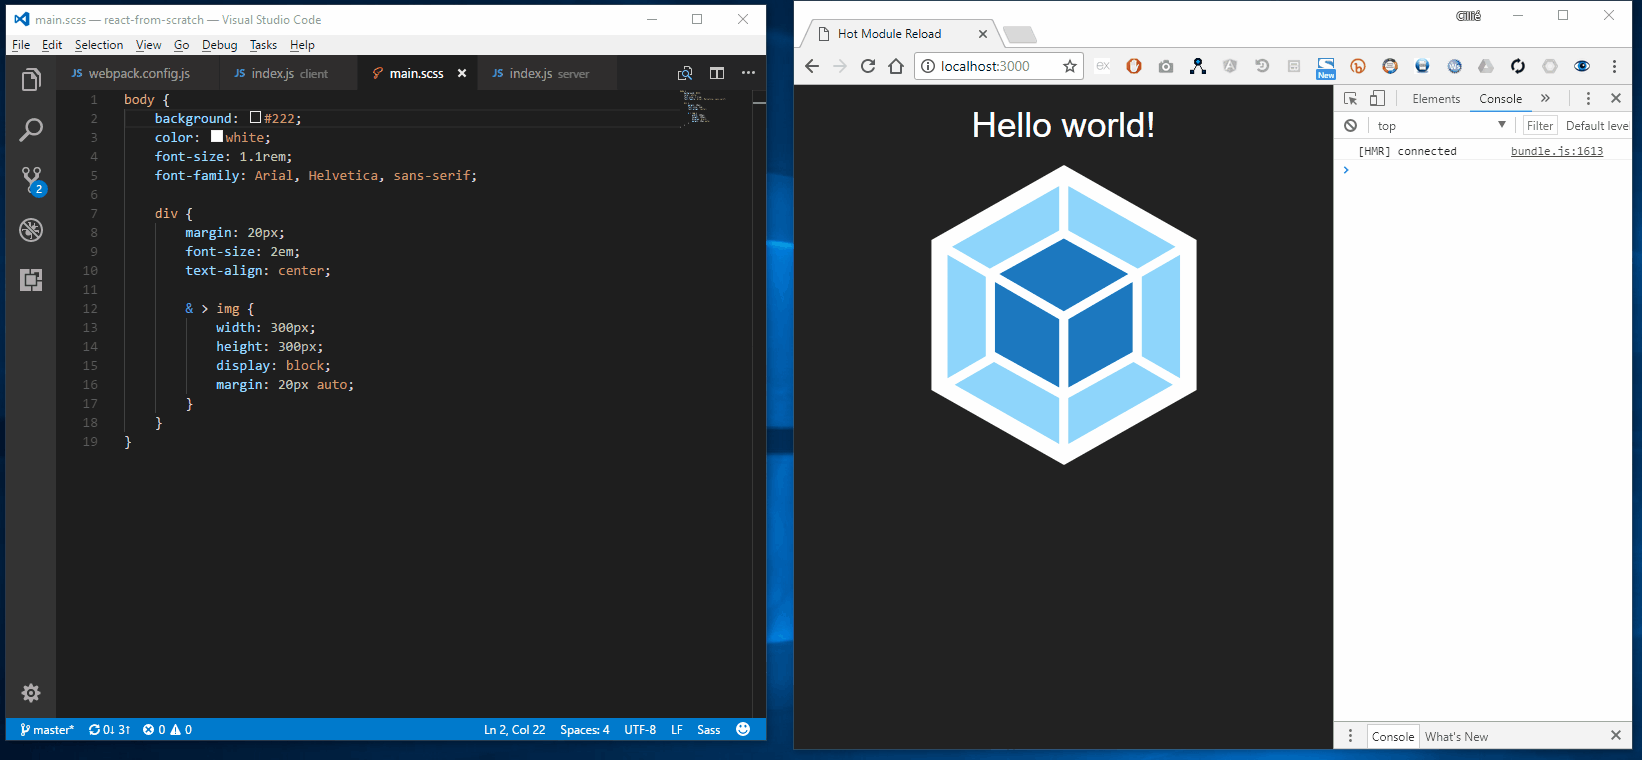 main.scss — react-from-scratch — Visual Studio Code
File Edit Selection View Go Debug Tasks Help
JS webpack.config.js JS index.js client main.scss JS index.js server
1 body {
2 background: #222;
3 color: white;
4 font-size: 1.1rem;
5 font-family: Arial, Helvetica, sans-serif;
6
7 div {
8 margin: 20px;
9 font-size: 2em;
10 text-align: center;
11
12 & > img {
13 width: 300px;
14 height: 300px;
15 display: block;
16 margin: 20px auto;
17 }
18 }
19 }
2
master* 0↓ 3↑ 0 0 Ln 2, Col 22 Spaces: 4 UTF-8 LF Sass
Cillié
Hot Module Reload
localhost:3000
ex
New
Hello world!
Elements Console »
top Filter Default leve
[HMR] connected bundle.js:1613
Console What's New